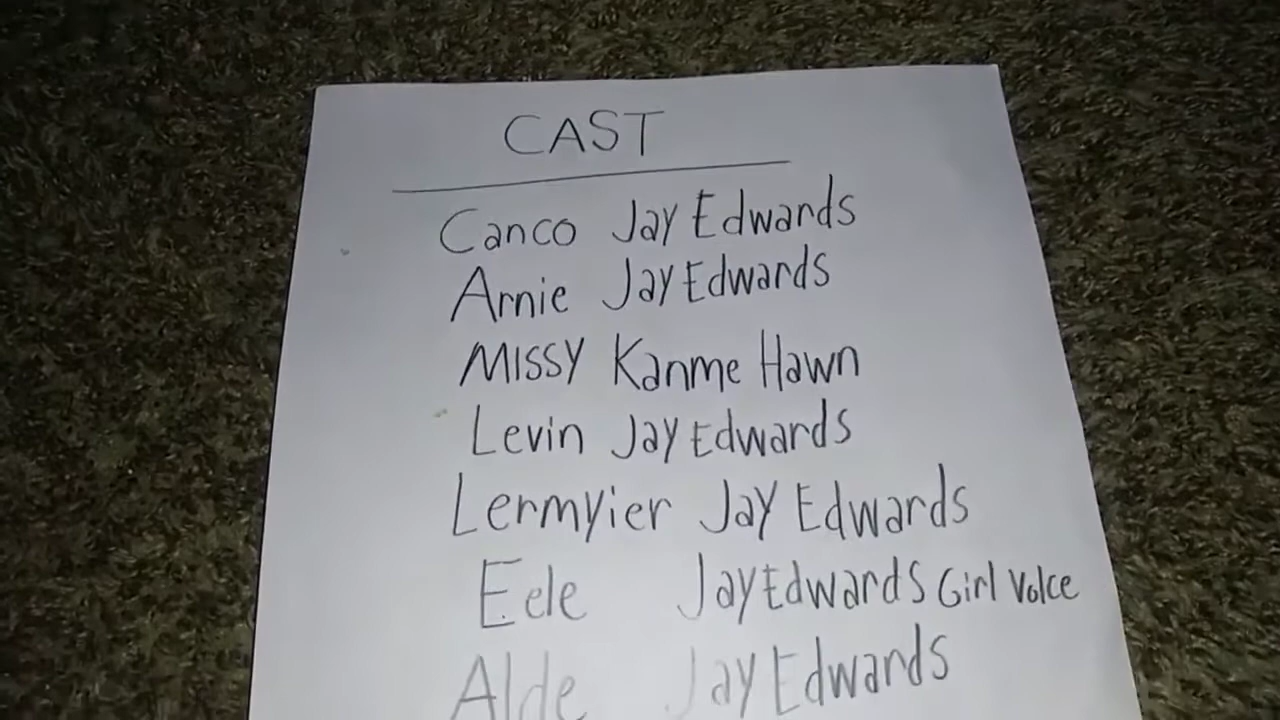 CAST
Canco Jay Edwards
Arnie Jay Edwards
MISSY Kanme Hawn
Levin Jay Edwards
Lermyier Jay Edwards
Eele Jay Edwards Girl Volce
Alde Jay Edwards